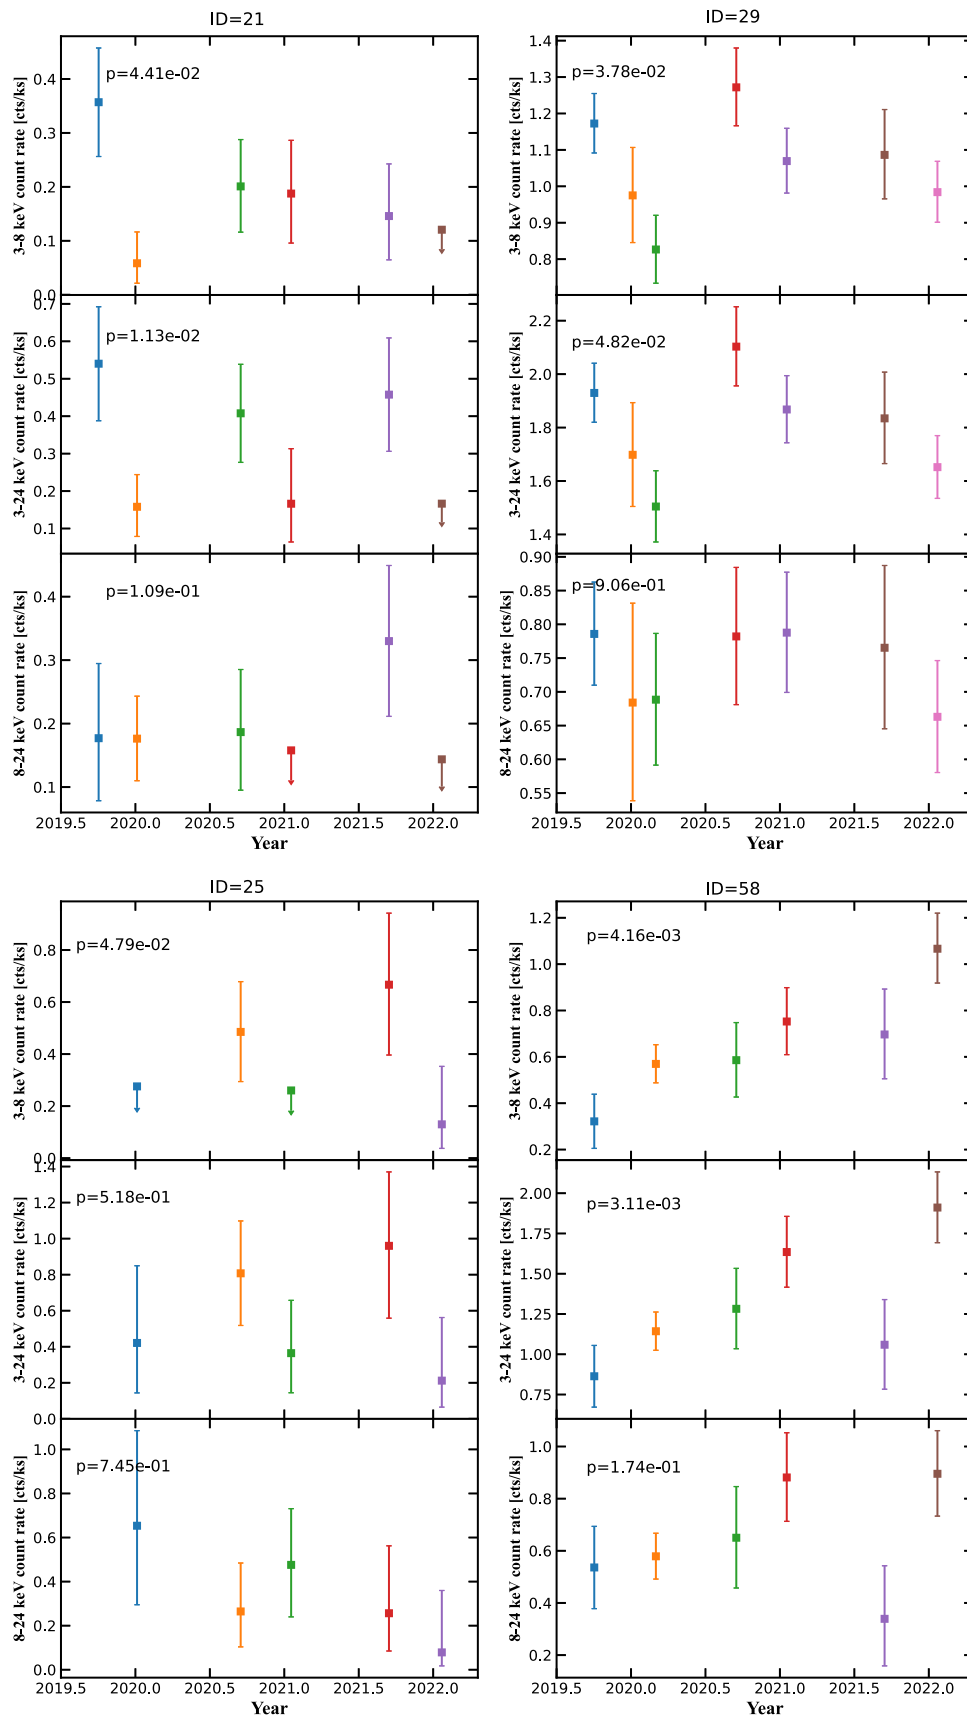 ID=21
3-8 keV count rate [cts/ks]
0.4
0.3
0.2
0.1
0.0
p=4.41e-02
3-24 keV count rate [cts/ks]
0.7
0.6
0.5
0.4
0.3
0.2
0.1
p=1.13e-02
8-24 keV count rate [cts/ks]
0.4
0.3
0.2
0.1
p=1.09e-01
2019.5 2020.0 2020.5 2021.0 2021.5 2022.0
Year
ID=29
3-8 keV count rate [cts/ks]
1.4
1.3
1.2
1.1
1.0
0.9
0.8
p=3.78e-02
3-24 keV count rate [cts/ks]
2.2
2.0
1.8
1.6
1.4
p=4.82e-02
8-24 keV count rate [cts/ks]
0.90
0.85
0.80
0.75
0.70
0.65
0.60
0.55
p=9.06e-01
2019.5 2020.0 2020.5 2021.0 2021.5 2022.0
Year
ID=25
3-8 keV count rate [cts/ks]
0.8
0.6
0.4
0.2
0.0
p=4.79e-02
3-24 keV count rate [cts/ks]
1.4
1.2
1.0
0.8
0.6
0.4
0.2
0.0
p=5.18e-01
8-24 keV count rate [cts/ks]
1.0
0.8
0.6
0.4
0.2
0.0
p=7.45e-01
2019.5 2020.0 2020.5 2021.0 2021.5 2022.0
Year
ID=58
3-8 keV count rate [cts/ks]
1.2
1.0
0.8
0.6
0.4
0.2
p=4.16e-03
3-24 keV count rate [cts/ks]
2.00
1.75
1.50
1.25
1.00
0.75
p=3.11e-03
8-24 keV count rate [cts/ks]
1.0
0.8
0.6
0.4
0.2
p=1.74e-01
2019.5 2020.0 2020.5 2021.0 2021.5 2022.0
Year